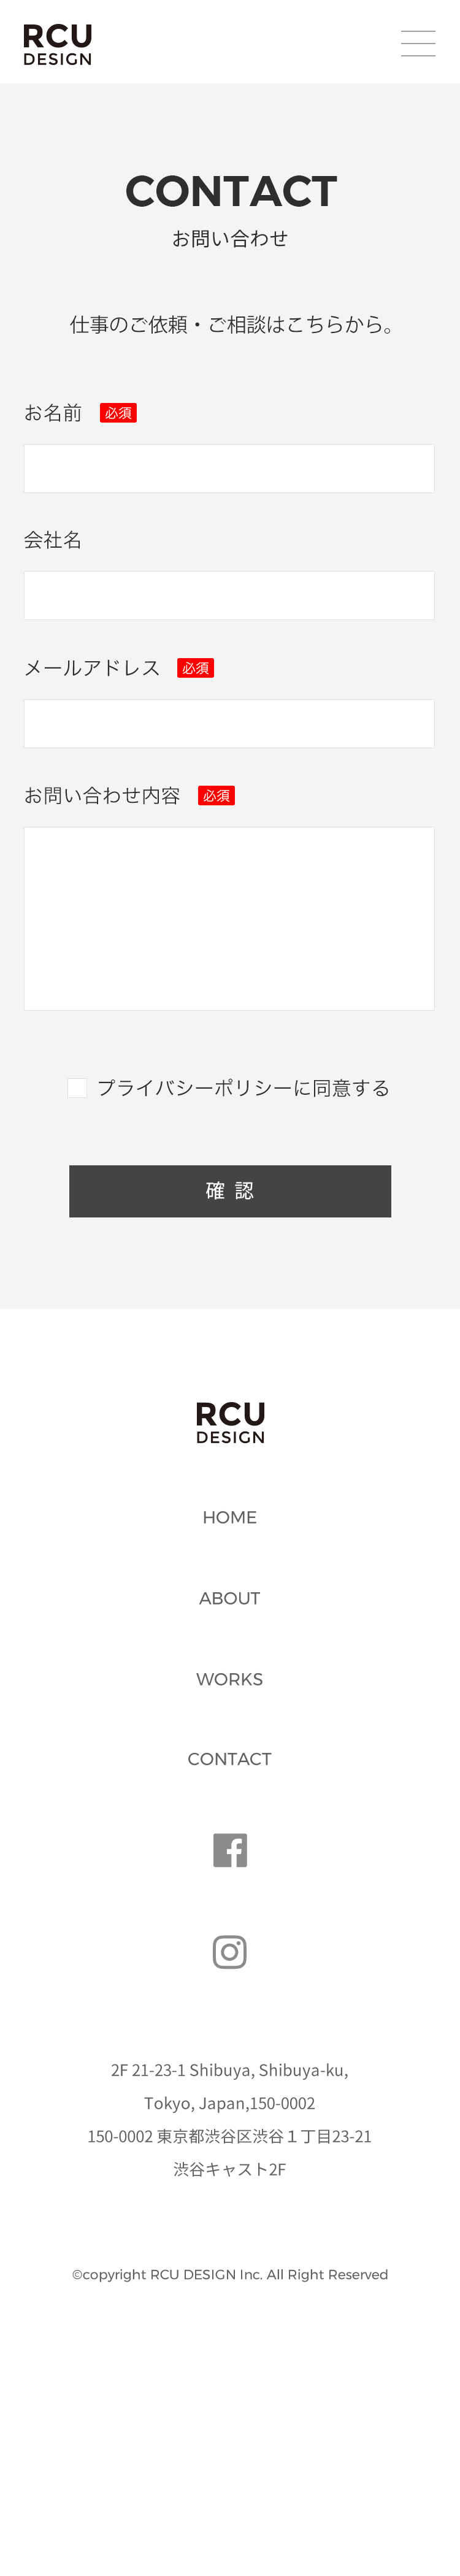 RCU
DESIGN
CONTACT
お問い合わせ
仕事のご依頼・ご相談はこちらから。
お名前 必須
会社名
メールアドレス 必須
お問い合わせ内容 必須
プライバシーポリシーに同意する
確 認
RCU
DESIGN
HOME
ABOUT
WORKS
CONTACT
2F 21-23-1 Shibuya, Shibuya-ku,
Tokyo, Japan,150-0002
150-0002 東京都渋谷区渋谷１丁目23-21
渋谷キャスト2F
©copyright RCU DESIGN Inc. All Right Reserved